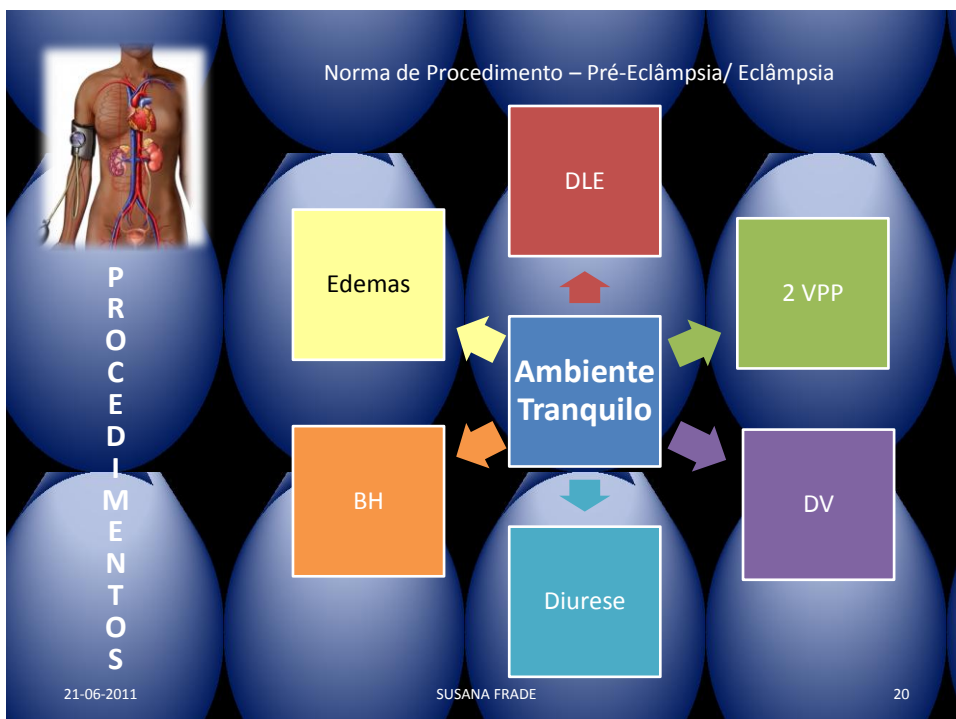 Norma de Procedimento – Pré-Eclâmpsia/ Eclâmpsia
PROCEDIMENTOS
DLE
Edemas
2 VPP
Ambiente
Tranquilo
BH
DV
Diurese
21-06-2011
SUSANA FRADE
20